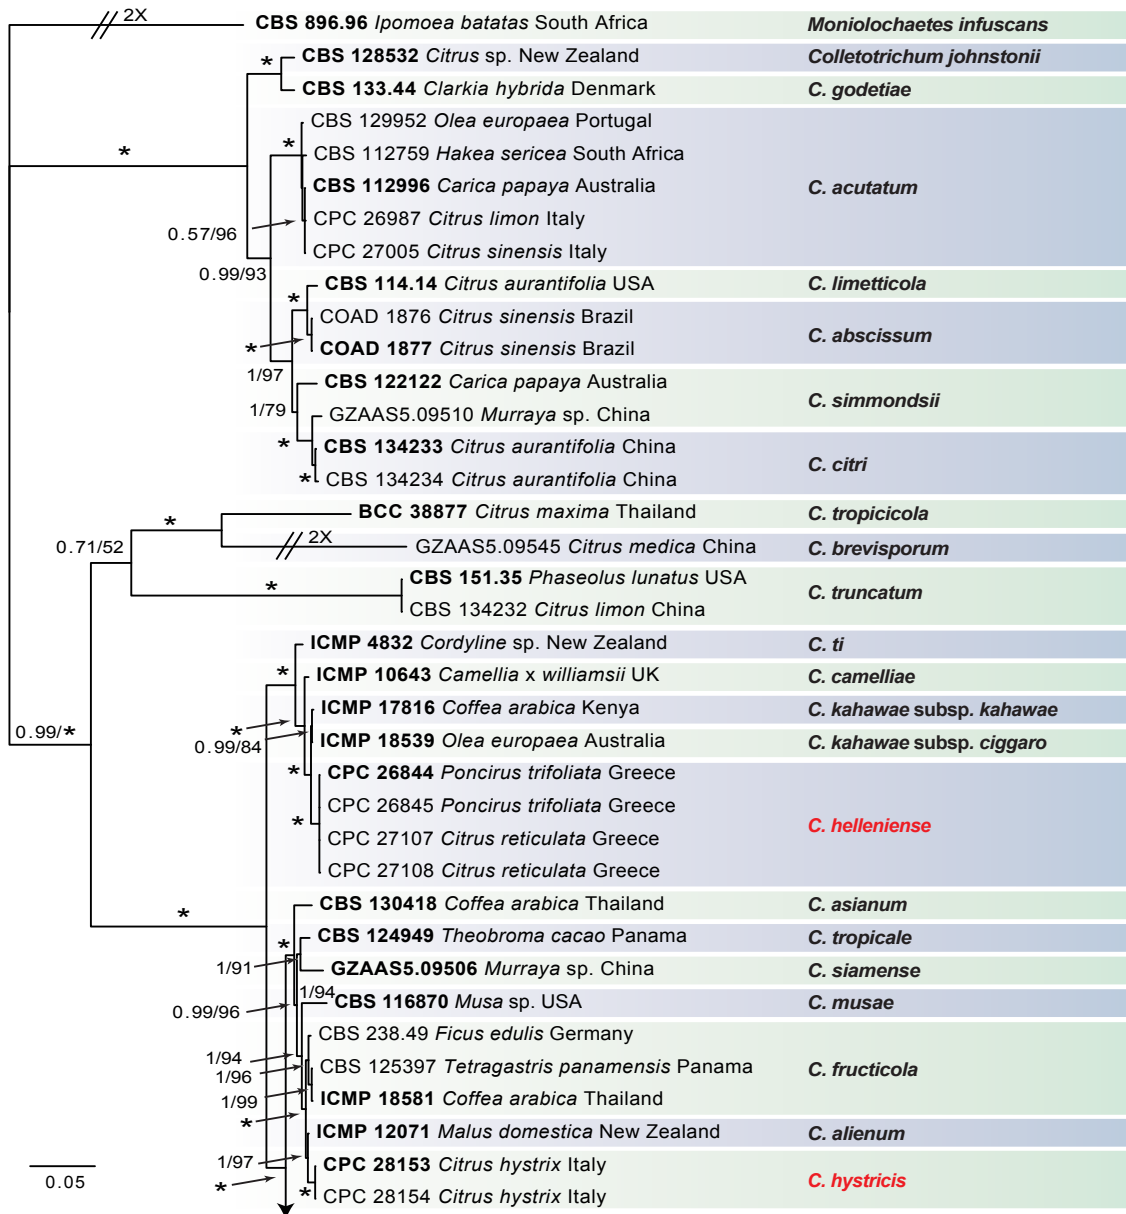 2X
CBS 896.96 Ipomoea batatas South Africa Moniolochaetes infuscans
* CBS 128532 Citrus sp. New Zealand Colletotrichum johnstonii
CBS 133.44 Clarkia hybrida Denmark C. godetiae
CBS 129952 Olea europaea Portugal
* * CBS 112759 Hakea sericea South Africa
CBS 112996 Carica papaya Australia C. acutatum
CPC 26987 Citrus limon Italy
0.57/96
CPC 27005 Citrus sinensis Italy
0.99/93
CBS 114.14 Citrus aurantifolia USA C. limetticola
*
COAD 1876 Citrus sinensis Brazil
C. abscissum
* COAD 1877 Citrus sinensis Brazil
1/97
CBS 122122 Carica papaya Australia
C. simmondsii
1/79
GZAAS5.09510 Murraya sp. China
* CBS 134233 Citrus aurantifolia China
C. citri
* CBS 134234 Citrus aurantifolia China
BCC 38877 Citrus maxima Thailand C. tropicicola
*
0.71/52 2X
GZAAS5.09545 Citrus medica China C. brevisporum
CBS 151.35 Phaseolus lunatus USA
* C. truncatum
CBS 134232 Citrus limon China
ICMP 4832 Cordyline sp. New Zealand C. ti
* ICMP 10643 Camellia x williamsii UK C. camelliae
ICMP 17816 Coffea arabica Kenya C. kahawae subsp. kahawae
0.99/* *
0.99/84 ICMP 18539 Olea europaea Australia C. kahawae subsp. ciggaro
* CPC 26844 Poncirus trifoliata Greece
CPC 26845 Poncirus trifoliata Greece
* C. helleniense
CPC 27107 Citrus reticulata Greece
CPC 27108 Citrus reticulata Greece
* CBS 130418 Coffea arabica Thailand C. asianum
* CBS 124949 Theobroma cacao Panama C. tropicale
1/91 GZAAS5.09506 Murraya sp. China C. siamense
1/94
0.99/96 CBS 116870 Musa sp. USA C. musae
CBS 238.49 Ficus edulis Germany
1/94
CBS 125397 Tetragastris panamensis Panama C. fructicola
1/96
1/99 ICMP 18581 Coffea arabica Thailand
*
ICMP 12071 Malus domestica New Zealand C. alienum
1/97 CPC 28153 Citrus hystrix Italy
C. hystricis
0.05 * * CPC 28154 Citrus hystrix Italy